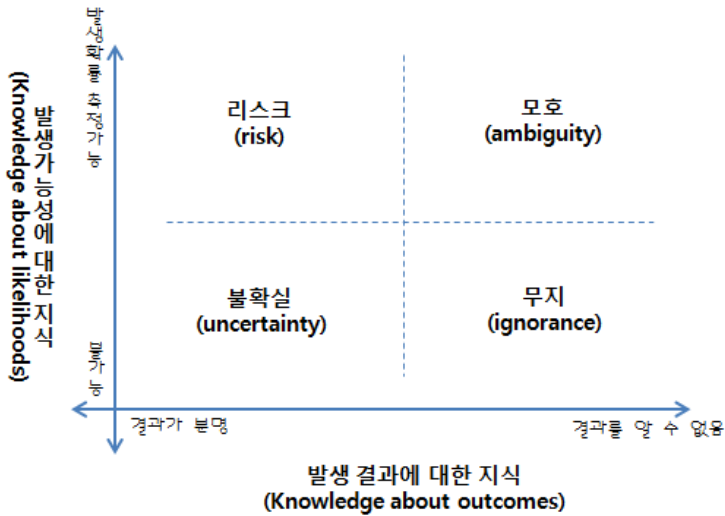 발생확률 추정가능
리스크
(risk)
모호
(ambiguity)
발생가능성에 대한 지식
(Knowledge about likelihoods)
불확실
(uncertainty)
무지
(ignorance)
불가능
결과가 분명
결과를 알 수 없음
발생 결과에 대한 지식
(Knowledge about outcomes)